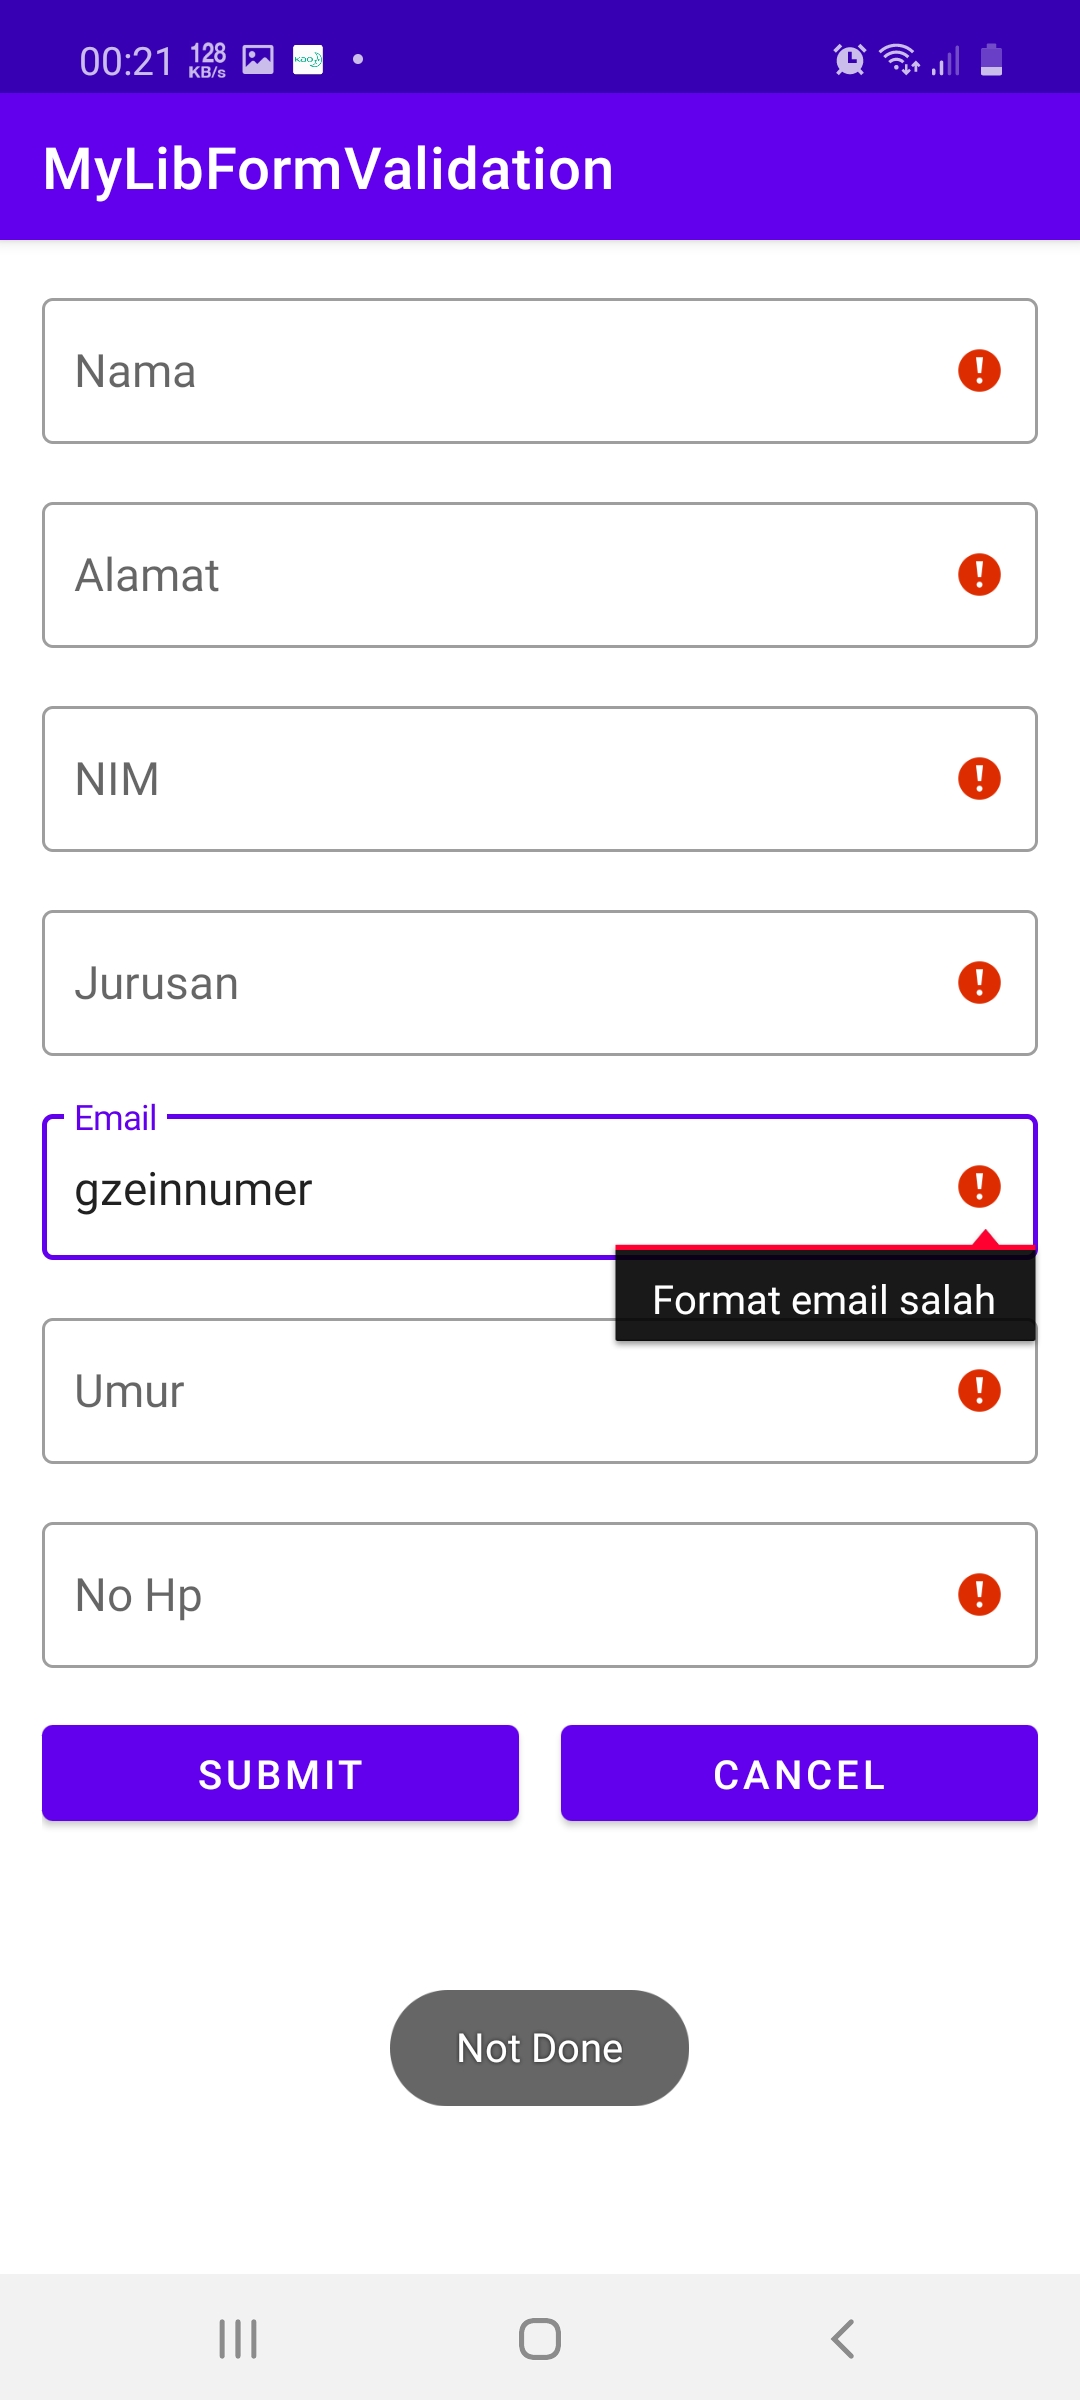 00:21 128 KB/s
MyLibFormValidation
Nama
Alamat
NIM
Jurusan
Email
gzeinnumer
Format email salah
Umur
No Hp
SUBMIT CANCEL
Not Done